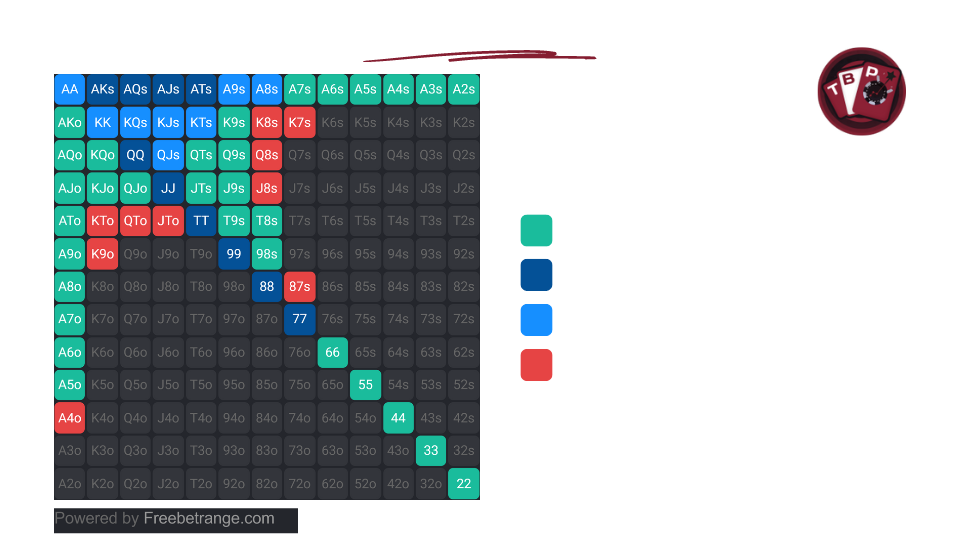 AA AKs AQs AJs ATs A9s A8s A7s A6s A5s A4s A3s A2s
AKo KK KQs KJs KTs K9s K8s K7s K6s K5s K4s K3s K2s
AQo KQo QQ QJs QTs Q9s Q8s Q7s Q6s Q5s Q4s Q3s Q2s
AJo KJo QJo JJ JTs J9s J8s J7s J6s J5s J4s J3s J2s
ATo KTo QTo JTo TT T9s T8s T7s T6s T5s T4s T3s T2s
A9o K9o Q9o J9o T9o 99 98s 97s 96s 95s 94s 93s 92s
A8o K8o Q8o J8o T8o 98o 88 87s 86s 85s 84s 83s 82s
A7o K7o Q7o J7o T7o 97o 87o 77 76s 75s 74s 73s 72s
A6o K6o Q6o J6o T6o 96o 86o 76o 66 65s 64s 63s 62s
A5o K5o Q5o J5o T5o 95o 85o 75o 65o 55 54s 53s 52s
A4o K4o Q4o J4o T4o 94o 84o 74o 64o 54o 44 43s 42s
A3o K3o Q3o J3o T3o 93o 83o 73o 63o 53o 43o 33 32s
A2o K2o Q2o J2o T2o 92o 82o 72o 62o 52o 42o 32o 22
Powered by Freebetrange.com
TBP